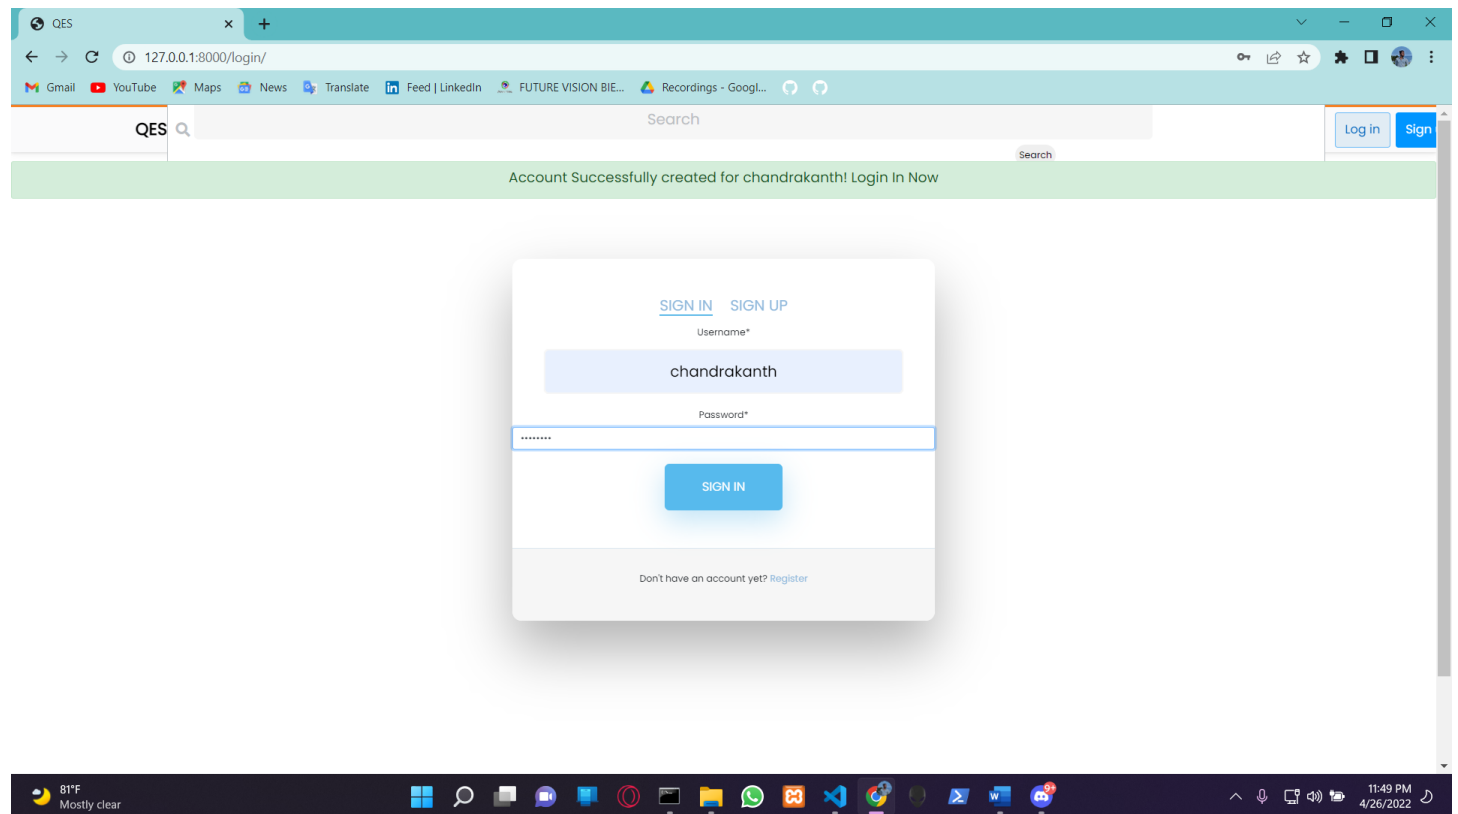 QES
127.0.0.1:8000/login/
Gmail YouTube Maps News Translate Feed | LinkedIn FUTURE VISION BIE... Recordings - Googl...
QES Search Log in Sign
Search
Account Successfully created for chandrakanth! Login In Now
SIGN IN SIGN UP
Username*
chandrakanth
Password*
........
SIGN IN
Don't have an account yet? Register
81°F
Mostly clear
11:49 PM
4/26/2022
9+